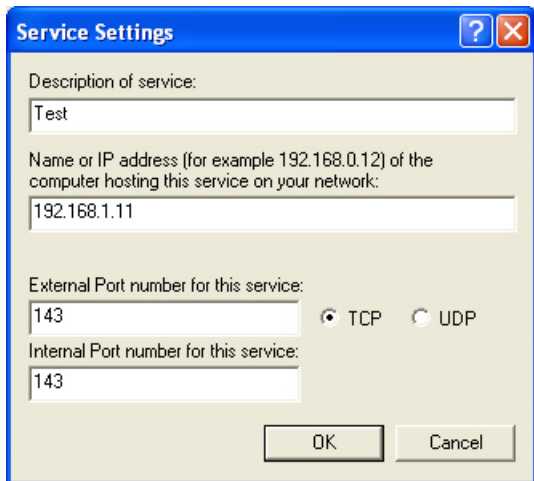 Service Settings
?
Description of service:
Test
Name or IP address (for example 192.168.0.12) of the
computer hosting this service on your network:
192.168.1.11
External Port number for this service:
143 TCP UDP
Internal Port number for this service:
143
OK Cancel